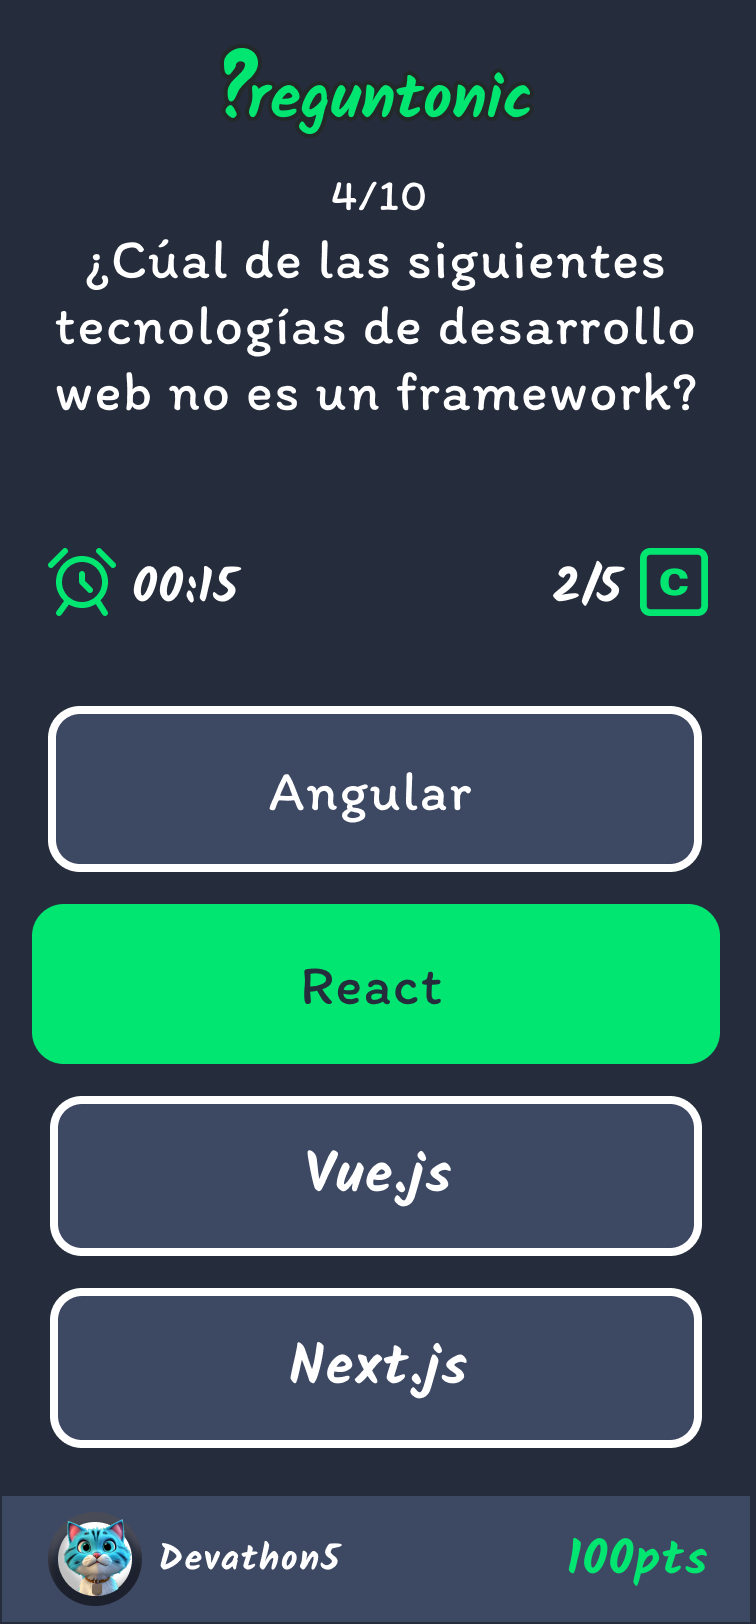 ?reguntonic
4/10
¿Cúal de las siguientes
tecnologías de desarrollo
web no es un framework?
00:15
2/5 C
Angular
React
Vue.js
Next.js
Devathon5
100pts